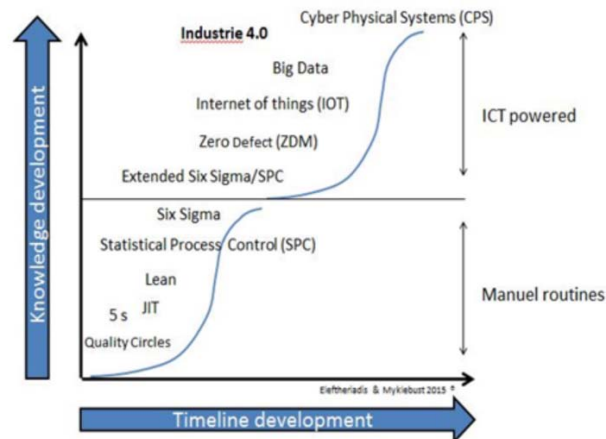 Cyber Physical Systems (CPS)
Industrie 4.0
Big Data
Internet of things (IOT)
ICT powered
Zero Defect (ZDM)
Extended Six Sigma/SPC
Six Sigma
Statistical Process Control (SPC)
Lean
Manuel routines
JIT
5 s
Quality Circles
Eleftheriadis & Myklebust 2015 ®
Knowledge development
Timeline development